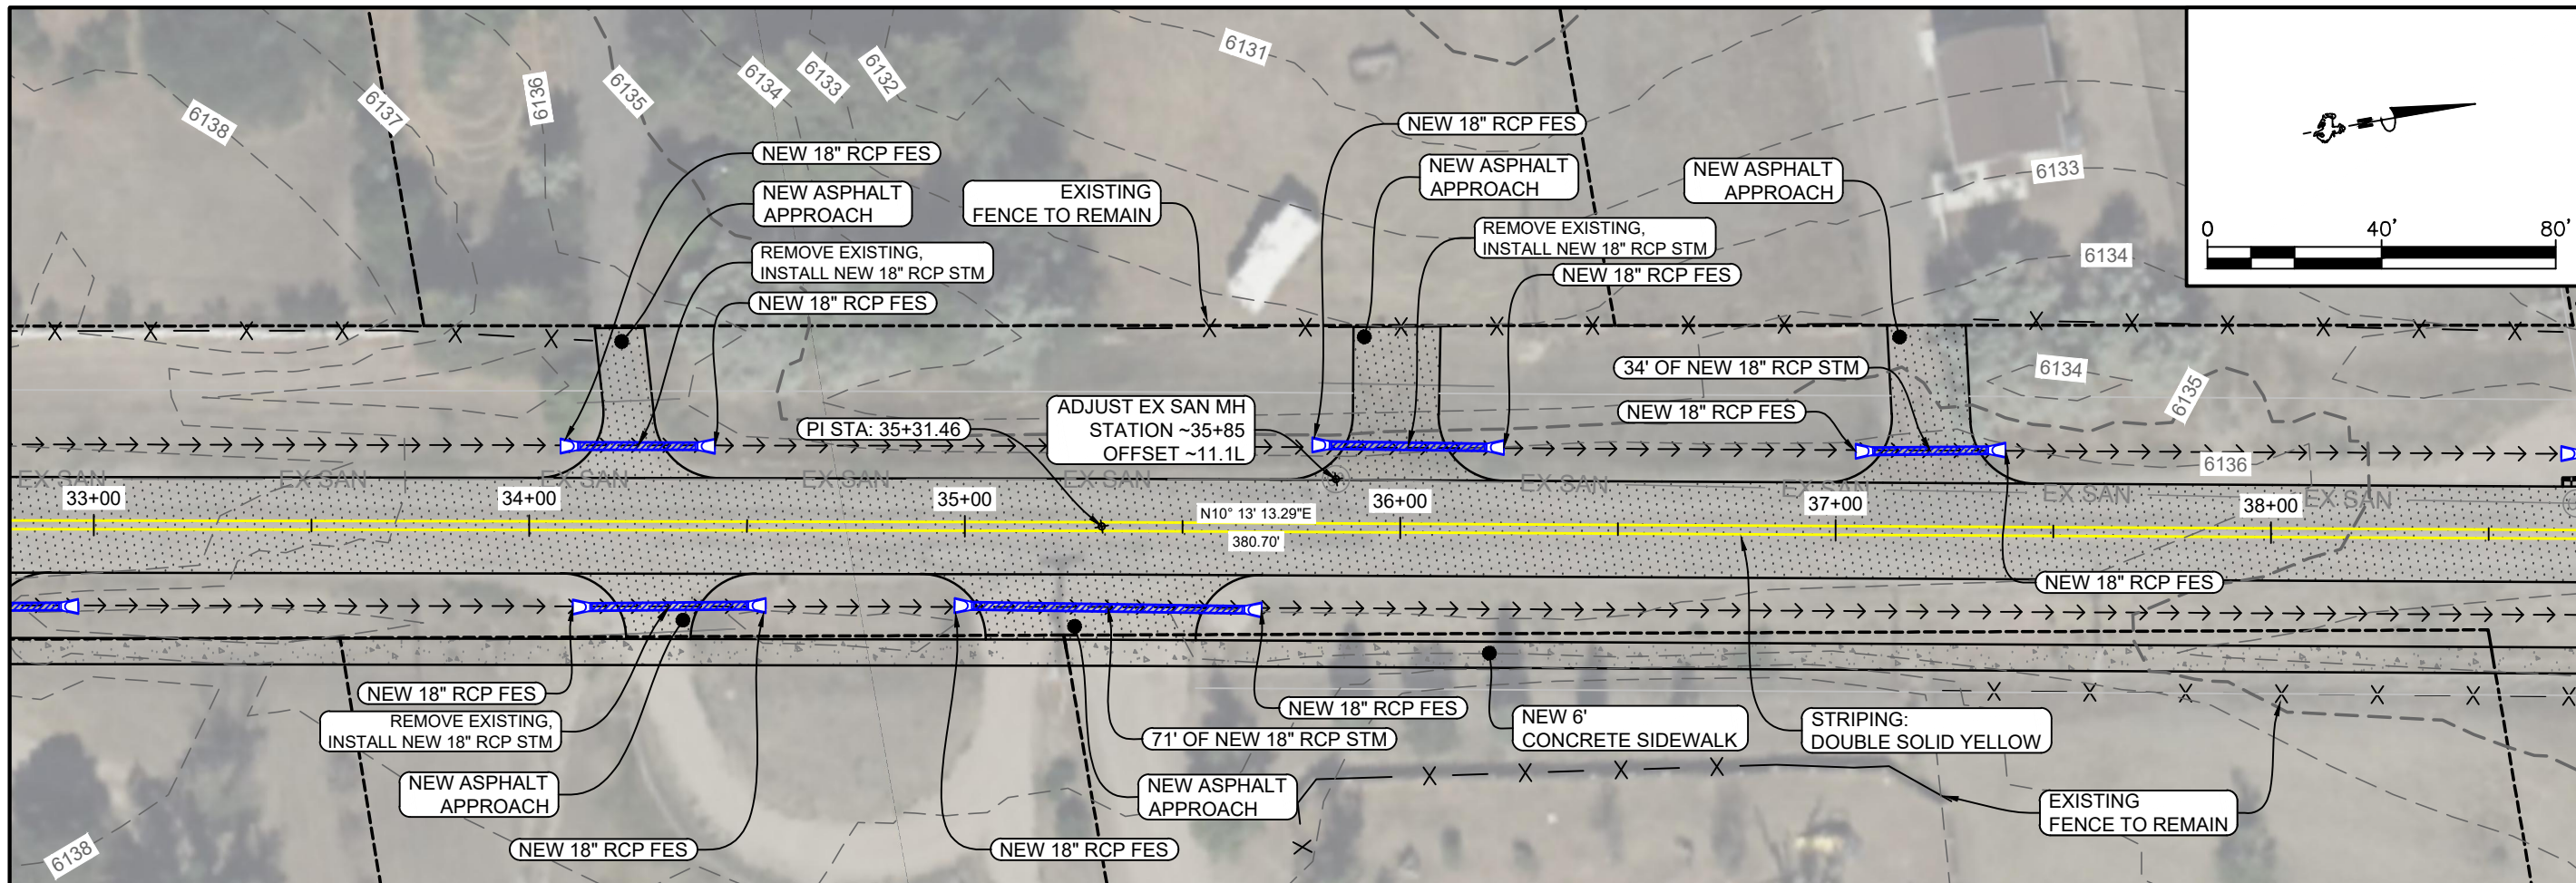 6131
6132
6133
6134
6135
6136
6137
6138
NEW 18" RCP FES
NEW ASPHALT
APPROACH
REMOVE EXISTING,
INSTALL NEW 18" RCP STM
NEW 18" RCP FES
EXISTING
FENCE TO REMAIN
NEW 18" RCP FES
NEW ASPHALT
APPROACH
REMOVE EXISTING,
INSTALL NEW 18" RCP STM
NEW 18" RCP FES
NEW ASPHALT
APPROACH
6133
6134
0 40' 80'
34' OF NEW 18" RCP STM
NEW 18" RCP FES
6134
6135
6136
PI STA: 35+31.46
ADJUST EX SAN MH
STATION ~35+85
OFFSET ~11.1L
EX SAN
EX SAN
EX SAN
EX SAN
EX SAN
EX SAN
EX SAN
EX SAN
EX SAN
33+00
34+00
35+00
36+00
37+00
38+00
N10° 13' 13.29"E
380.70'
NEW 18" RCP FES
NEW 18" RCP FES
REMOVE EXISTING,
INSTALL NEW 18" RCP STM
NEW ASPHALT
APPROACH
NEW 18" RCP FES
NEW 18" RCP FES
NEW ASPHALT
APPROACH
71' OF NEW 18" RCP STM
NEW 18" RCP FES
NEW 6'
CONCRETE SIDEWALK
STRIPING:
DOUBLE SOLID YELLOW
EXISTING
FENCE TO REMAIN
6138